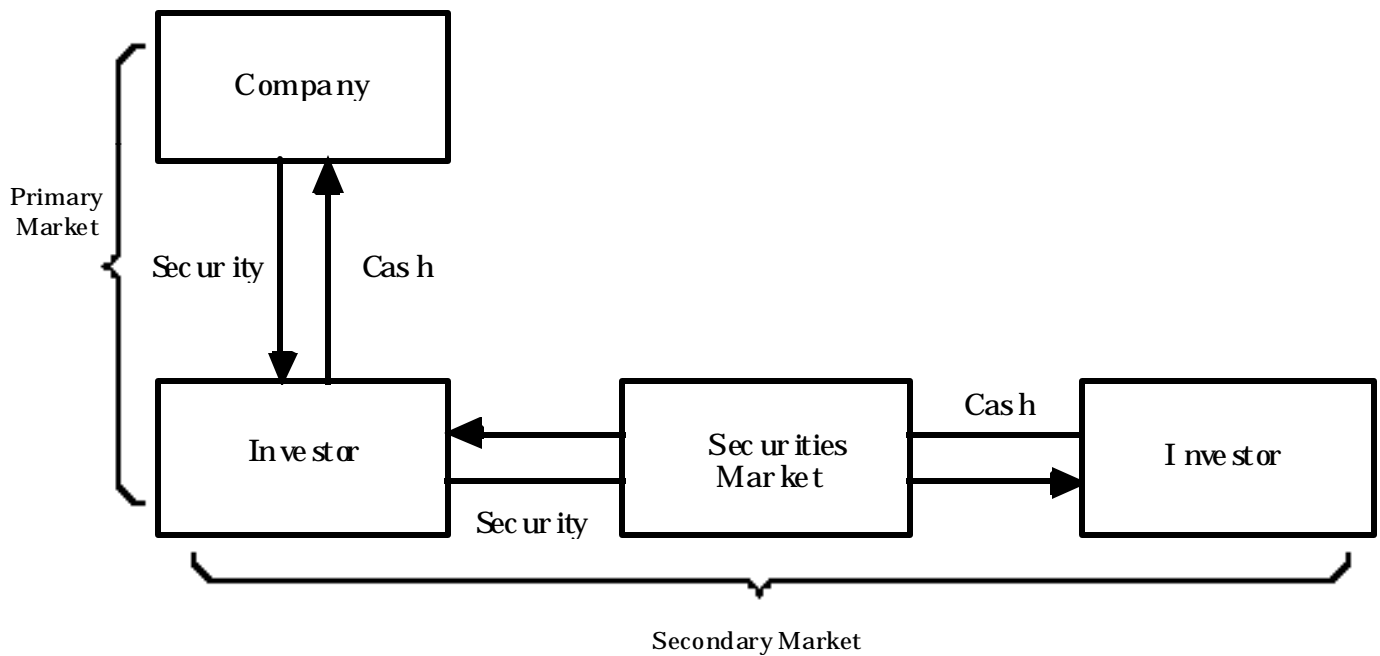 Company
Primary
Market
Security
Cash
Cash
Investor
Securities
Market
Investor
Security
Secondary Market